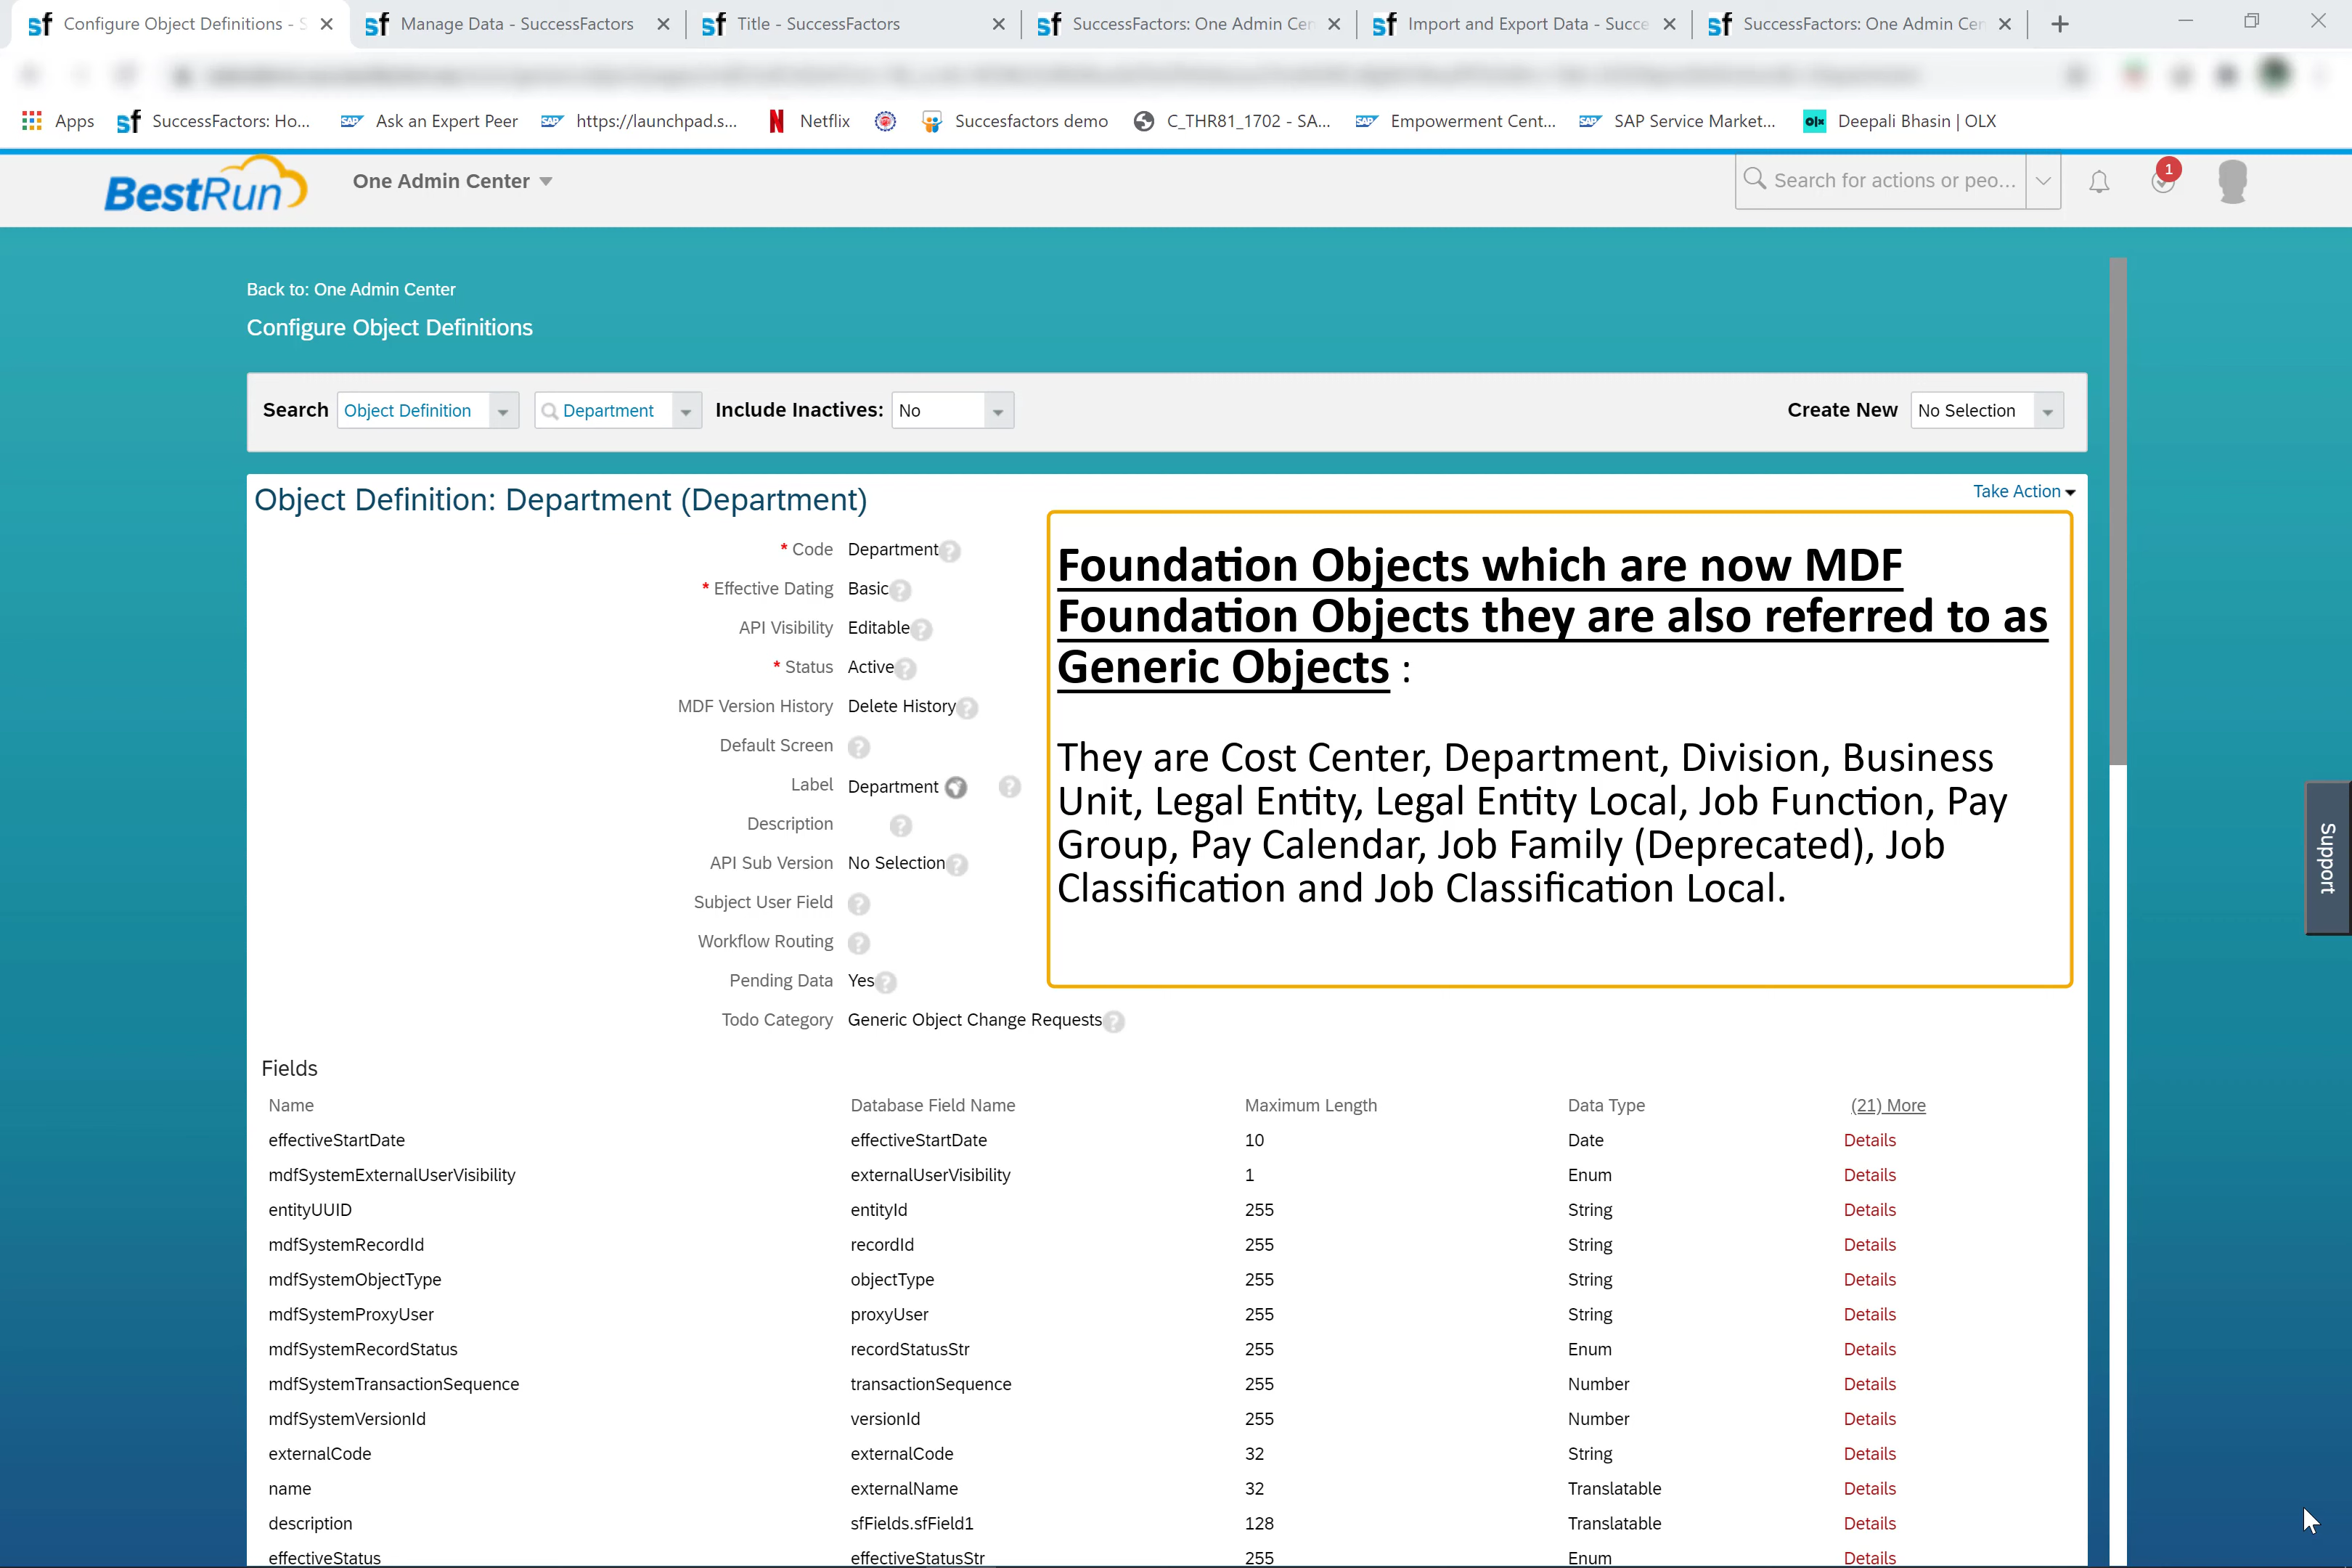 Configure Object Definitions - S
Manage Data - SuccessFactors
Title - SuccessFactors
SuccessFactors: One Admin Cen
Import and Export Data - Succe
SuccessFactors: One Admin Cen
Apps
SuccessFactors: Ho...
Ask an Expert Peer
https://launchpad.s...
Netflix
Succesfactors demo
C_THR81_1702 - SA...
Empowerment Cent...
SAP Service Market...
Deepali Bhasin | OLX
BestRun
One Admin Center
Search for actions or peo...
1
Back to: One Admin Center
Configure Object Definitions
Search Object Definition Department Include Inactives: No Create New No Selection
Object Definition: Department (Department)
Take Action
* Code Department
* Effective Dating Basic
API Visibility Editable
* Status Active
MDF Version History Delete History
Default Screen
Label Department
Description
API Sub Version No Selection
Subject User Field
Workflow Routing
Pending Data Yes
Todo Category Generic Object Change Requests
Foundation Objects which are now MDF
Foundation Objects they are also referred to as
Generic Objects :
They are Cost Center, Department, Division, Business
Unit, Legal Entity, Legal Entity Local, Job Function, Pay
Group, Pay Calendar, Job Family (Deprecated), Job
Classification and Job Classification Local.
Support
Fields
Name Database Field Name Maximum Length Data Type (21) More
effectiveStartDate effectiveStartDate 10 Date Details
mdfSystemExternalUserVisibility externalUserVisibility 1 Enum Details
entityUUID entityId 255 String Details
mdfSystemRecordId recordId 255 String Details
mdfSystemObjectType objectType 255 String Details
mdfSystemProxyUser proxyUser 255 String Details
mdfSystemRecordStatus recordStatusStr 255 Enum Details
mdfSystemTransactionSequence transactionSequence 255 Number Details
mdfSystemVersionId versionId 255 Number Details
externalCode externalCode 32 String Details
name externalName 32 Translatable Details
description sfFields.sfField1 128 Translatable Details
effectiveStatus effectiveStatusStr 255 Enum Details